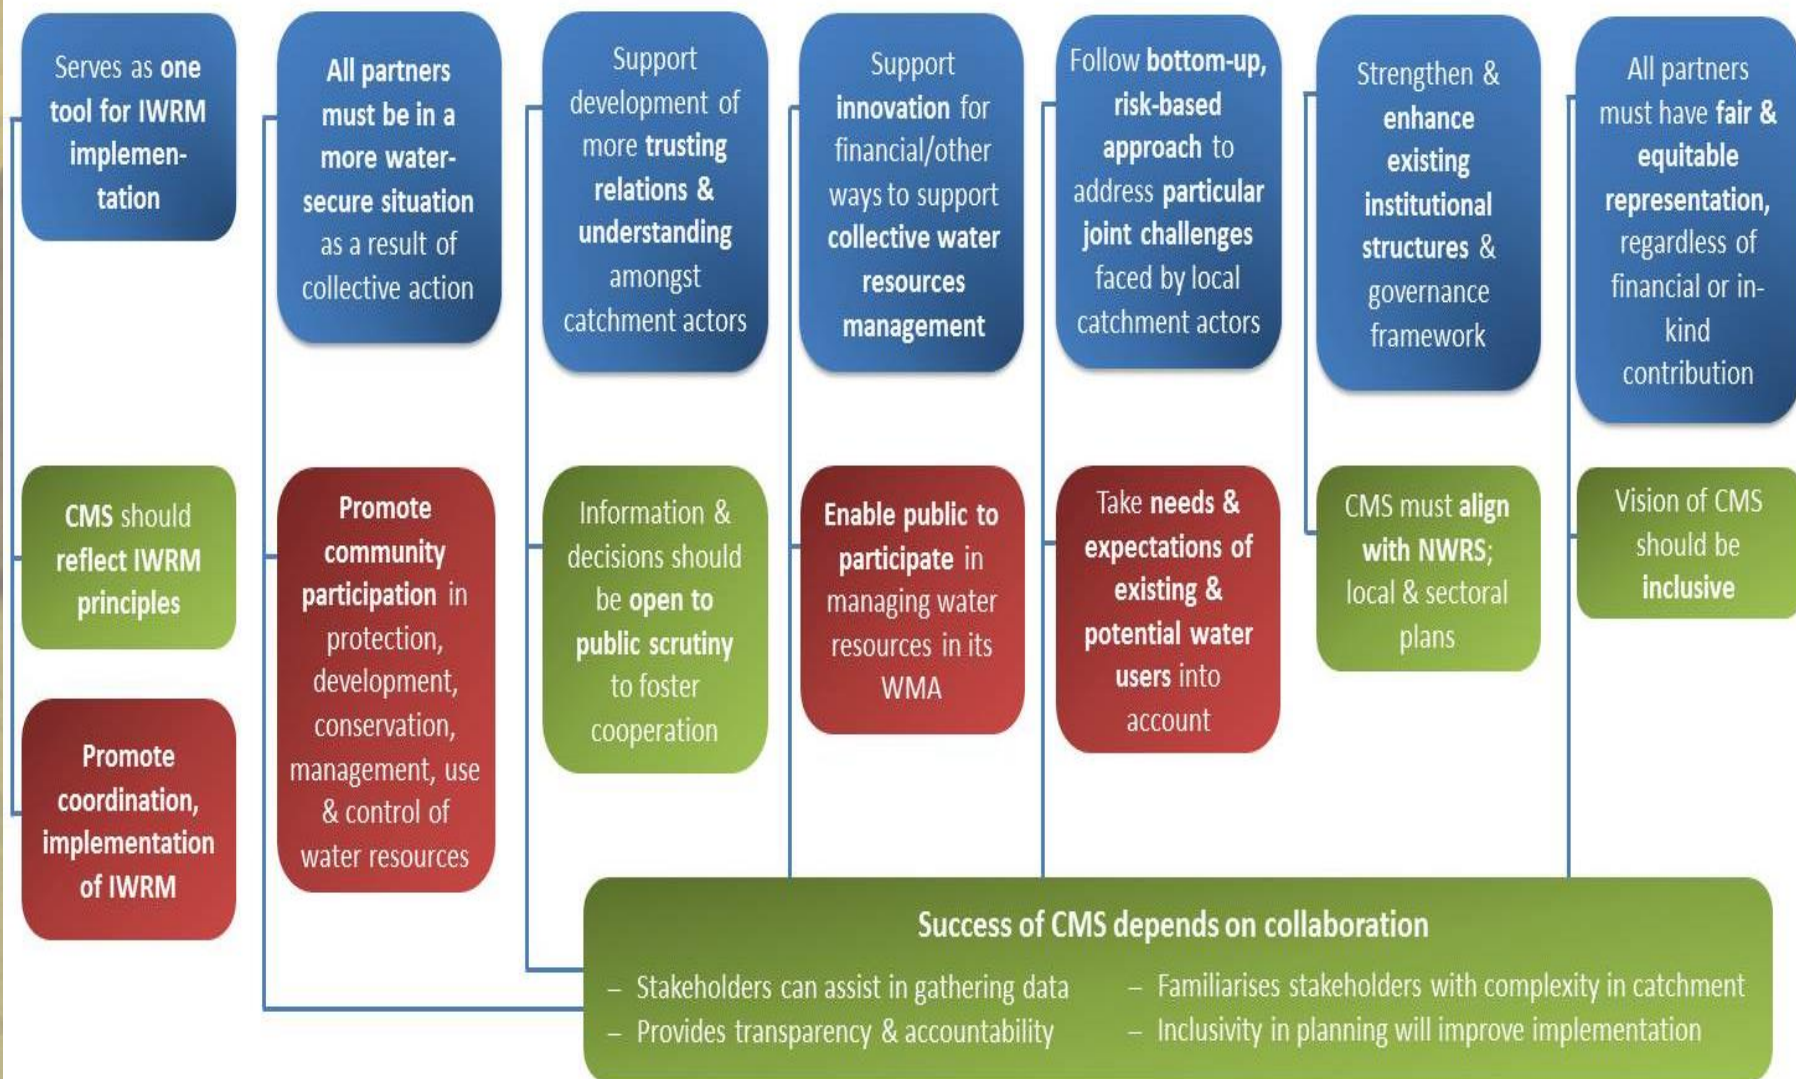 Serves as one
tool for IWRM
implemen-
tation
All partners
must be in a
more water-
secure situation
as a result of
collective action
Support
development of
more trusting
relations &
understanding
amongst
catchment actors
Support
innovation for
financial/other
ways to support
collective water
resources
management
Follow bottom-up,
risk-based
approach to
address particular
joint challenges
faced by local
catchment actors
Strengthen &
enhance
existing
institutional
structures &
governance
framework
All partners
must have fair &
equitable
representation,
regardless of
financial or in-
kind
contribution
CMS should
reflect IWRM
principles
Promote
community
participation in
protection,
development,
conservation,
management, use
& control of
water resources
Information &
decisions should
be open to
public scrutiny
to foster
cooperation
Enable public to
participate in
managing water
resources in its
WMA
Take needs &
expectations of
existing &
potential water
users into
account
CMS must align
with NWRS;
local & sectoral
plans
Vision of CMS
should be
inclusive
Promote
coordination,
implementation
of IWRM
Success of CMS depends on collaboration
– Stakeholders can assist in gathering data
– Provides transparency & accountability
– Familiarises stakeholders with complexity in catchment
– Inclusivity in planning will improve implementation